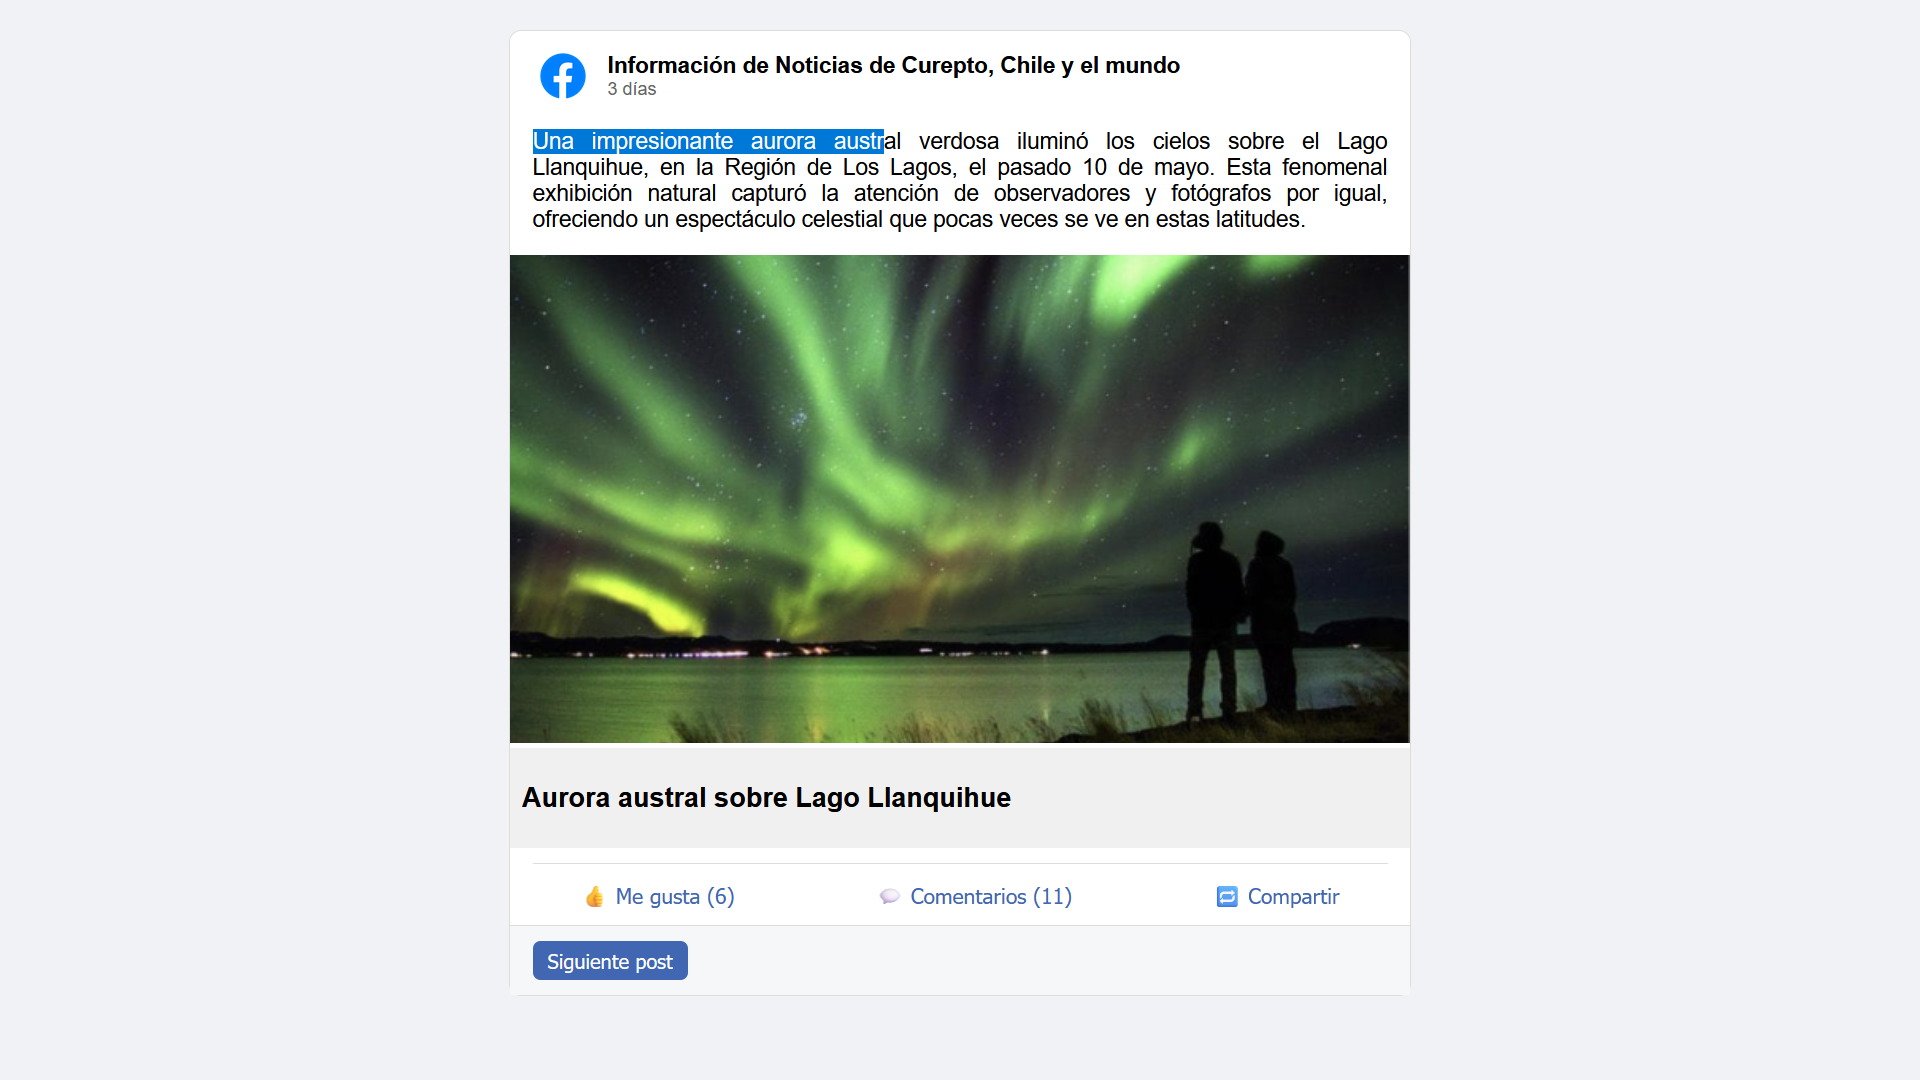 Información de Noticias de Curepto, Chile y el mundo
3 días
Una impresionante aurora austral verdosa iluminó los cielos sobre el Lago
Llanquihue, en la Región de Los Lagos, el pasado 10 de mayo. Esta fenomenal
exhibición natural capturó la atención de observadores y fotógrafos por igual,
ofreciendo un espectáculo celestial que pocas veces se ve en estas latitudes.
Aurora austral sobre Lago Llanquihue
Me gusta (6) Comentarios (11) Compartir
Siguiente post